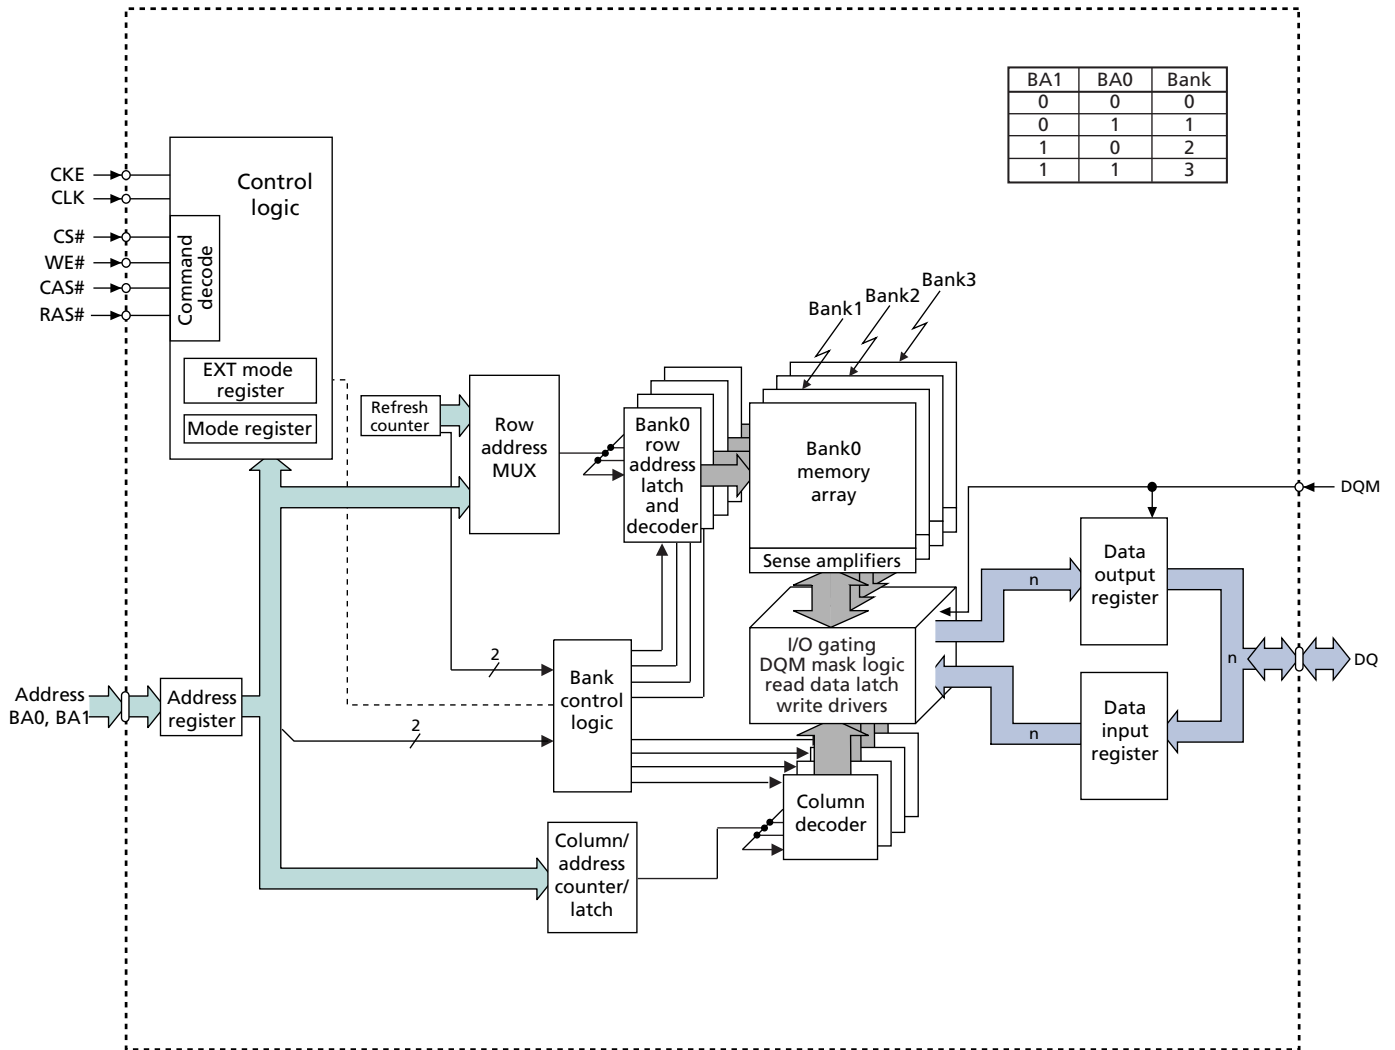 BA1 BA0 Bank
0 0 0
0 1 1
1 0 2
1 1 3
CKE
CLK
CS#
WE#
CAS#
RAS#
Control
logic
Command
decode
EXT mode
register
Mode register
Refresh
counter
Row
address
MUX
Bank0
row
address
latch
and
decoder
Bank1
Bank2
Bank3
Bank0
memory
array
Sense amplifiers
DQM
Data
output
register
n
I/O gating
DQM mask logic
read data latch
write drivers
n
DQ
Data
input
register
n
2
Bank
control
logic
2
Address
BA0, BA1
Address
register
Column
decoder
Column/
address
counter/
latch